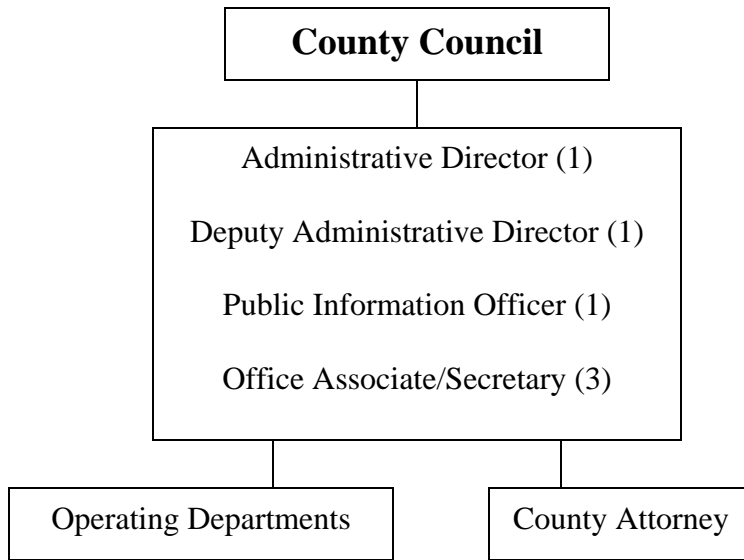 County Council
Administrative Director (1)
Deputy Administrative Director (1)
Public Information Officer (1)
Office Associate/Secretary (3)
Operating Departments
County Attorney